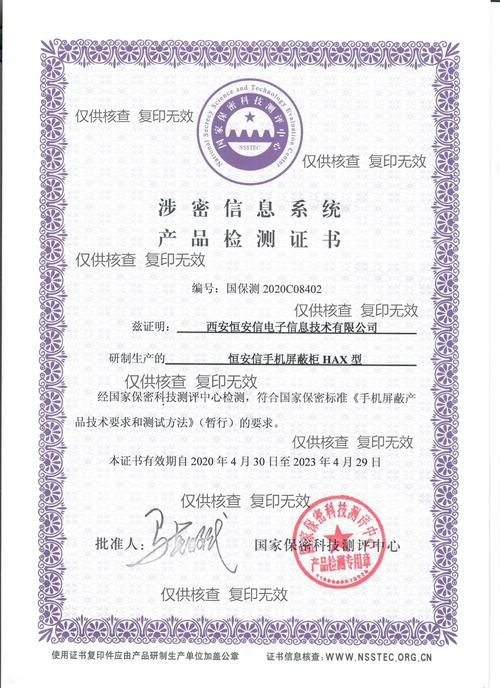 国家保密科技测评中心
National Secrecy Science and Technology Evaluation Center
NSSTEC
仅供核查 复印无效
仅供核查 复印无效
涉密信息系统
产品检测证书
仅供核查 复印无效
编号：国保测 2020C08402
仅供核查 复印无效
兹证明： 西安恒安信电子信息技术有限公司
研制生产的 恒安信手机屏蔽柜 HAX 型
仅供核查 复印无效
经国家保密科技测评中心检测，符合国家保密标准《手机屏蔽产
品技术要求和测试方法》（暂行）的要求。
仅供核查 复印无效
本证书有效期自 2020 年 4 月 30 日至 2023 年 4 月 29 日
仅供核查 复印无效
批准人：
国家保密科技测评中心
国家保密科技测评中心
产品检测专用章
仅供核查 复印无效
使用证书复印件应由产品研制生产单位加盖公章
证书信息核查：WWW.NSSTEC.ORG.CN